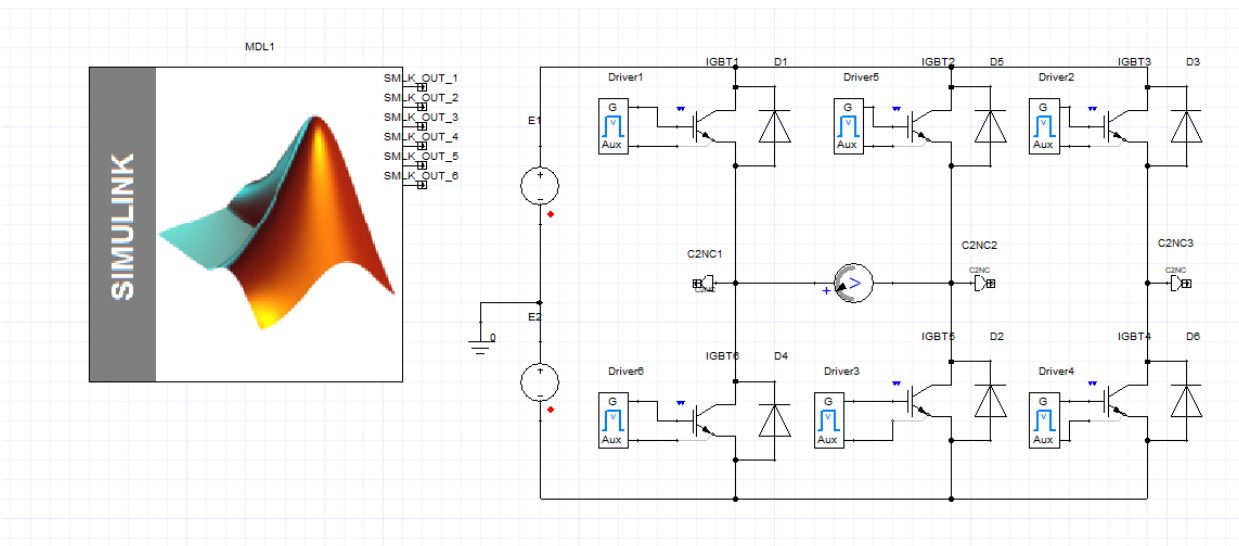 MDL1
SIMULINK
SMLK_OUT_1
SMLK_OUT_2
SMLK_OUT_3
SMLK_OUT_4
SMLK_OUT_5
SMLK_OUT_6
IGBT1 D1 IGBT2 D5 IGBT3 D3
Driver1 Driver5 Driver2
G G G
E1
Aux Aux Aux
+
−
C2NC1 C2NC2 C2NC3
C2NC C2NC C2NC
+ >
E2
0
IGBT6 D4 IGBT5 D2 IGBT4 D6
Driver6 Driver3 Driver4
+
−
G G G
Aux Aux Aux